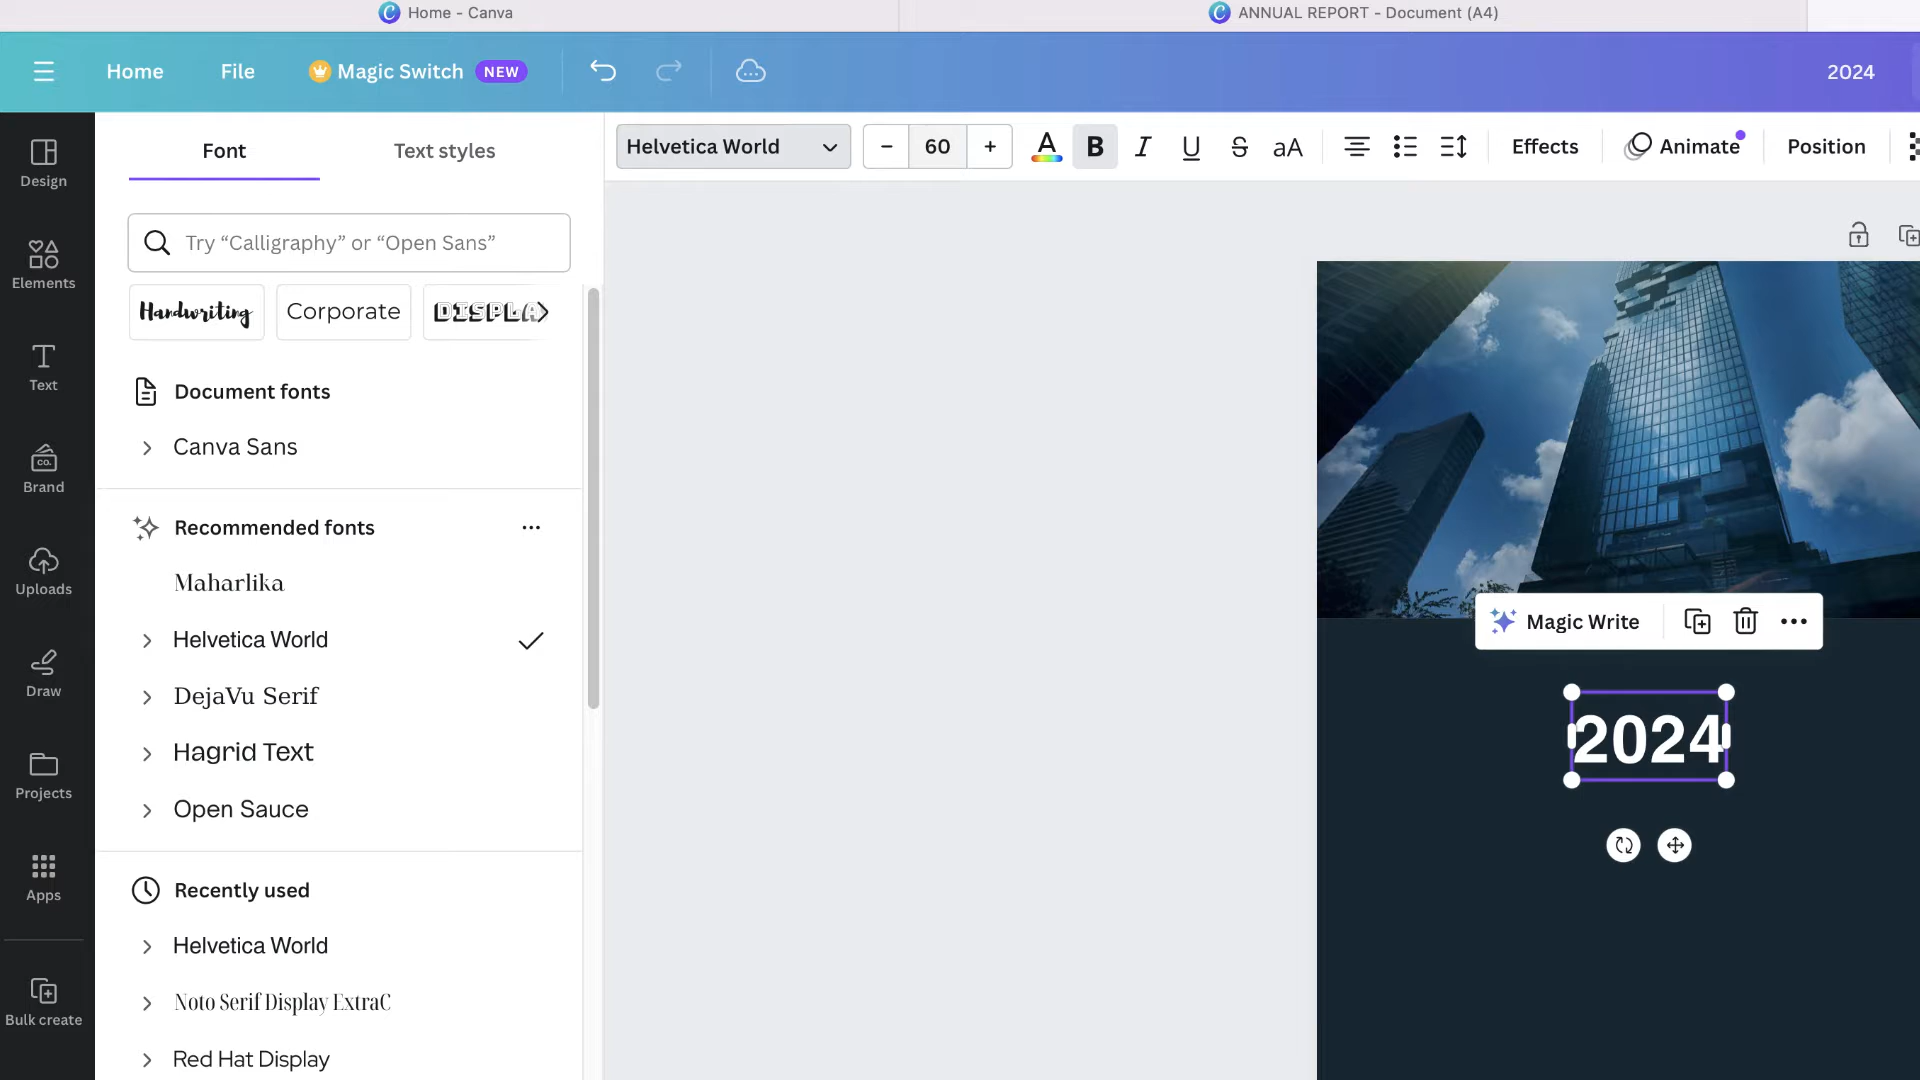 Home - Canva
ANNUAL REPORT - Document (A4)
Home
File
Magic Switch NEW
2024
Design
Elements
Text
Brand
Uploads
Draw
Projects
Apps
Bulk create
Font
Text styles
Try “Calligraphy” or “Open Sans”
Handwriting
Corporate
DISPLA
Document fonts
Canva Sans
Recommended fonts
Maharlika
Helvetica World
DejaVu Serif
Hagrid Text
Open Sauce
Recently used
Helvetica World
Noto Serif Display ExtraC
Red Hat Display
Helvetica World
− 60 +
A B I U S aA
Effects
Animate
Position
Magic Write
2024
CO.